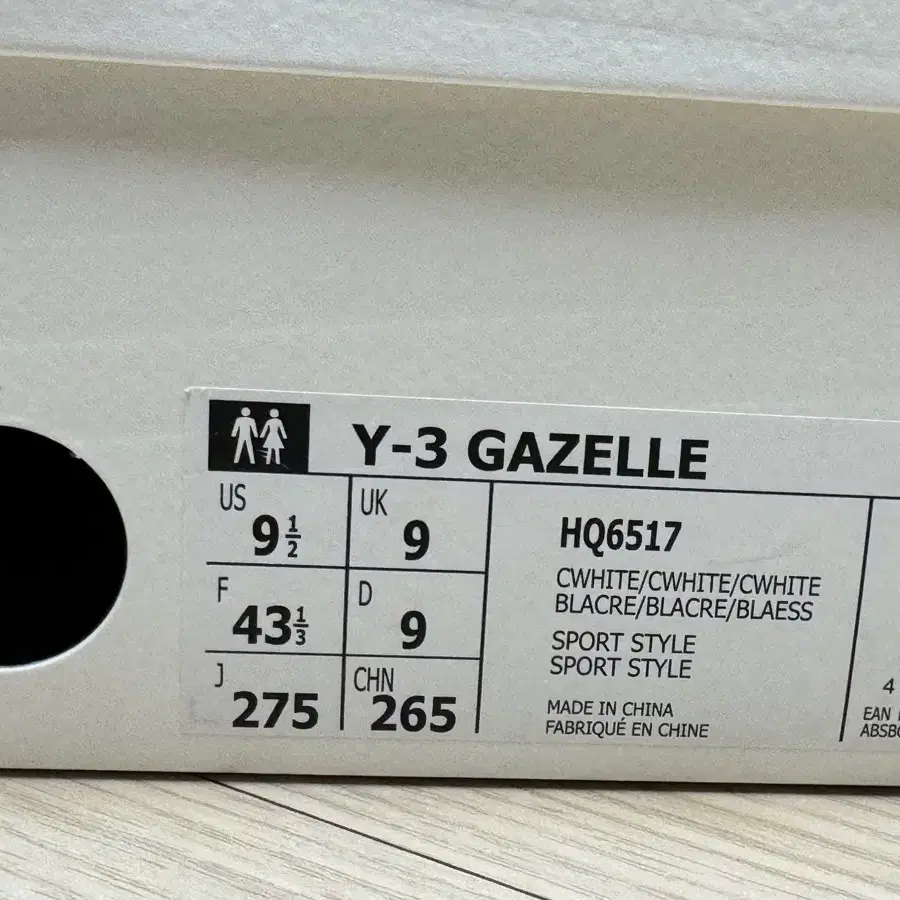 Y-3 GAZELLE
US 9 1/2
UK 9
F 43 1/3
D 9
J 275
CHN 265
HQ6517
CWHITE/CWHITE/CWHITE
BLACRE/BLACRE/BLAESS
SPORT STYLE
SPORT STYLE
MADE IN CHINA
FABRIQUÉ EN CHINE
4
EAN